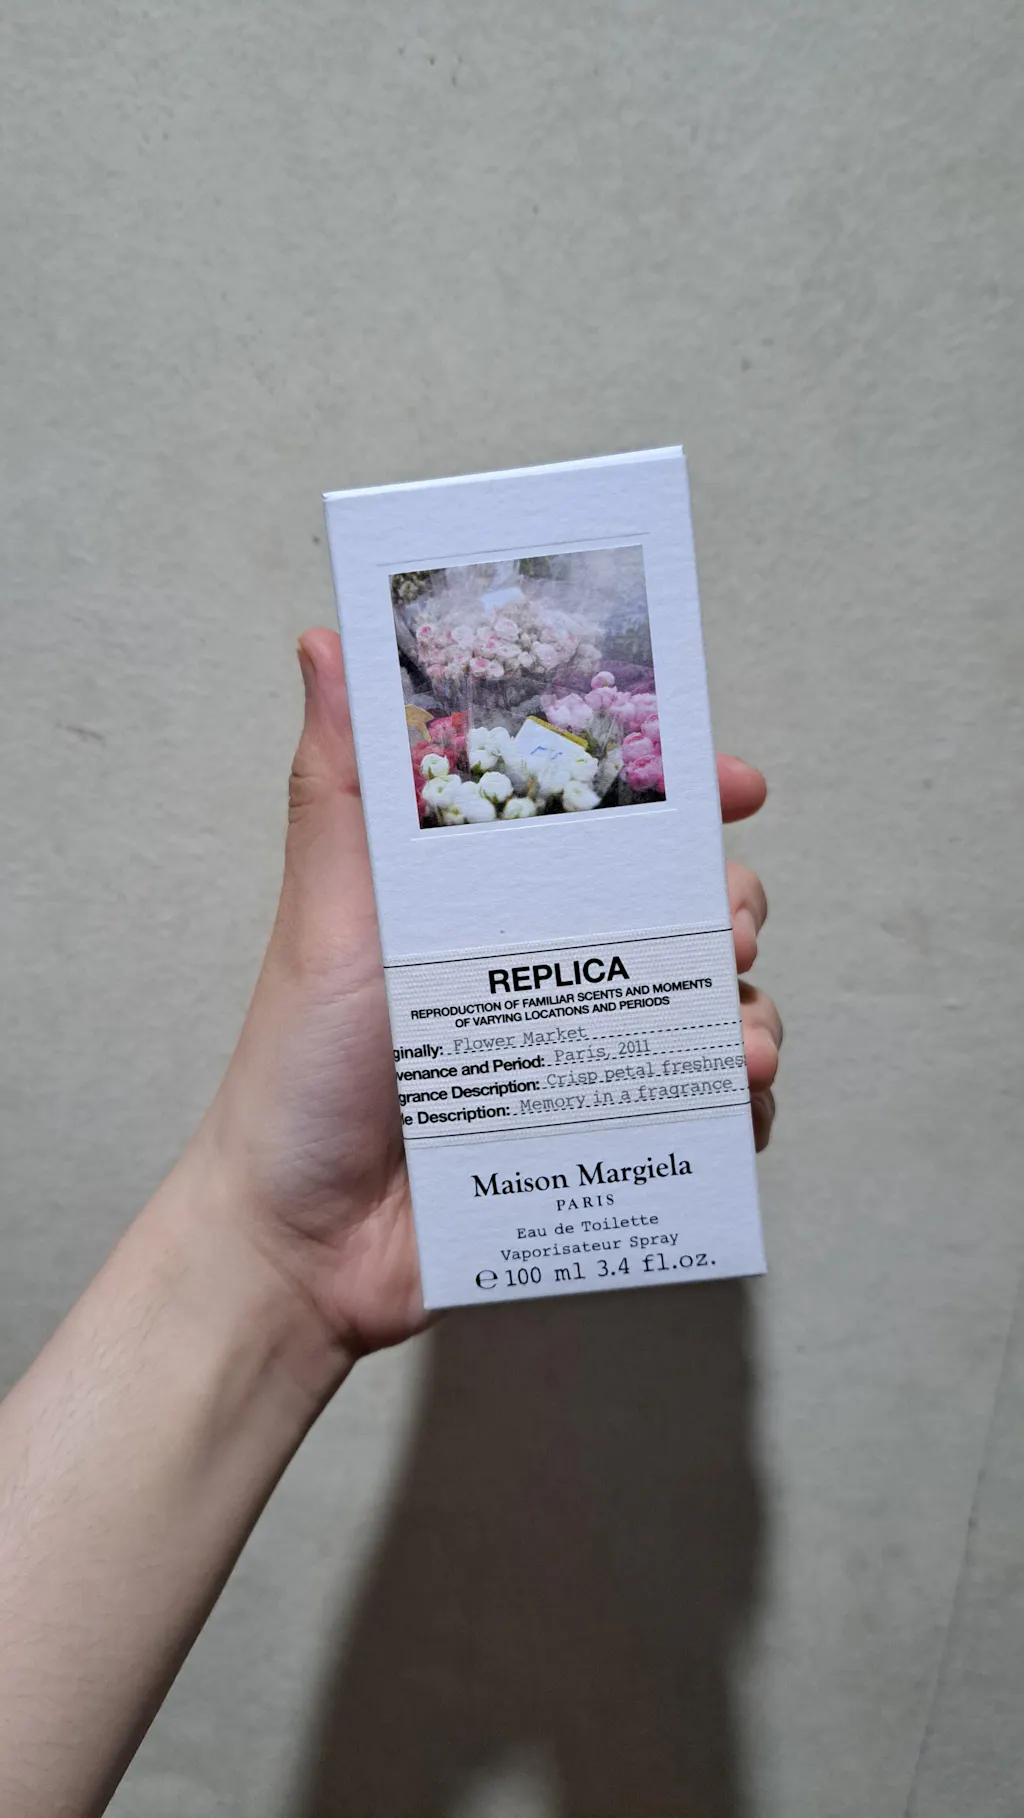 REPLICA
REPRODUCTION OF FAMILIAR SCENTS AND MOMENTS
OF VARYING LOCATIONS AND PERIODS
ginally: Flower Market
venance and Period: Paris, 2011
grance Description: Crisp petal freshnes
le Description: Memory in a fragrance
Maison Margiela
PARIS
Eau de Toilette
Vaporisateur Spray
℮ 100 ml 3.4 fl.oz.